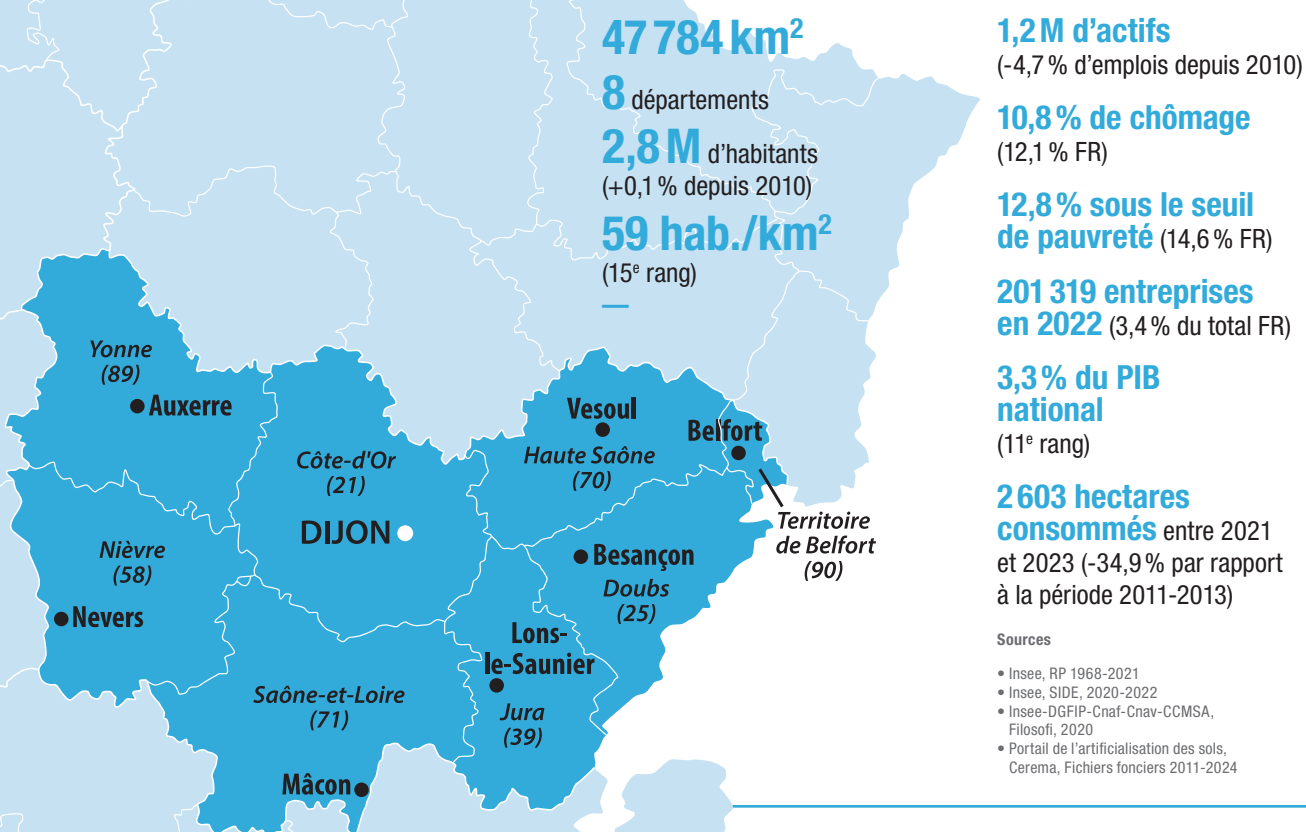 47 784 km²
8 départements
2,8 M d'habitants
(+0,1 % depuis 2010)
59 hab./km²
(15e rang)
1,2 M d'actifs
(-4,7 % d'emplois depuis 2010)
10,8 % de chômage
(12,1 % FR)
12,8 % sous le seuil
de pauvreté (14,6 % FR)
201 319 entreprises
en 2022 (3,4 % du total FR)
3,3 % du PIB
national
(11e rang)
2 603 hectares
consommés entre 2021
et 2023 (-34,9 % par rapport
à la période 2011-2013)
Sources
• Insee, RP 1968-2021
• Insee, SIDE, 2020-2022
• Insee-DGFIP-Cnaf-Cnav-CCMSA,
Filosofi, 2020
• Portail de l'artificialisation des sols,
Cerema, Fichiers fonciers 2011-2024
Yonne
(89)
Auxerre
Côte-d'Or
(21)
DIJON
Vesoul
Haute Saône
(70)
Belfort
Territoire
de Belfort
(90)
Nièvre
(58)
Nevers
Besançon
Doubs
(25)
Lons-
le-Saunier
Jura
(39)
Saône-et-Loire
(71)
Mâcon